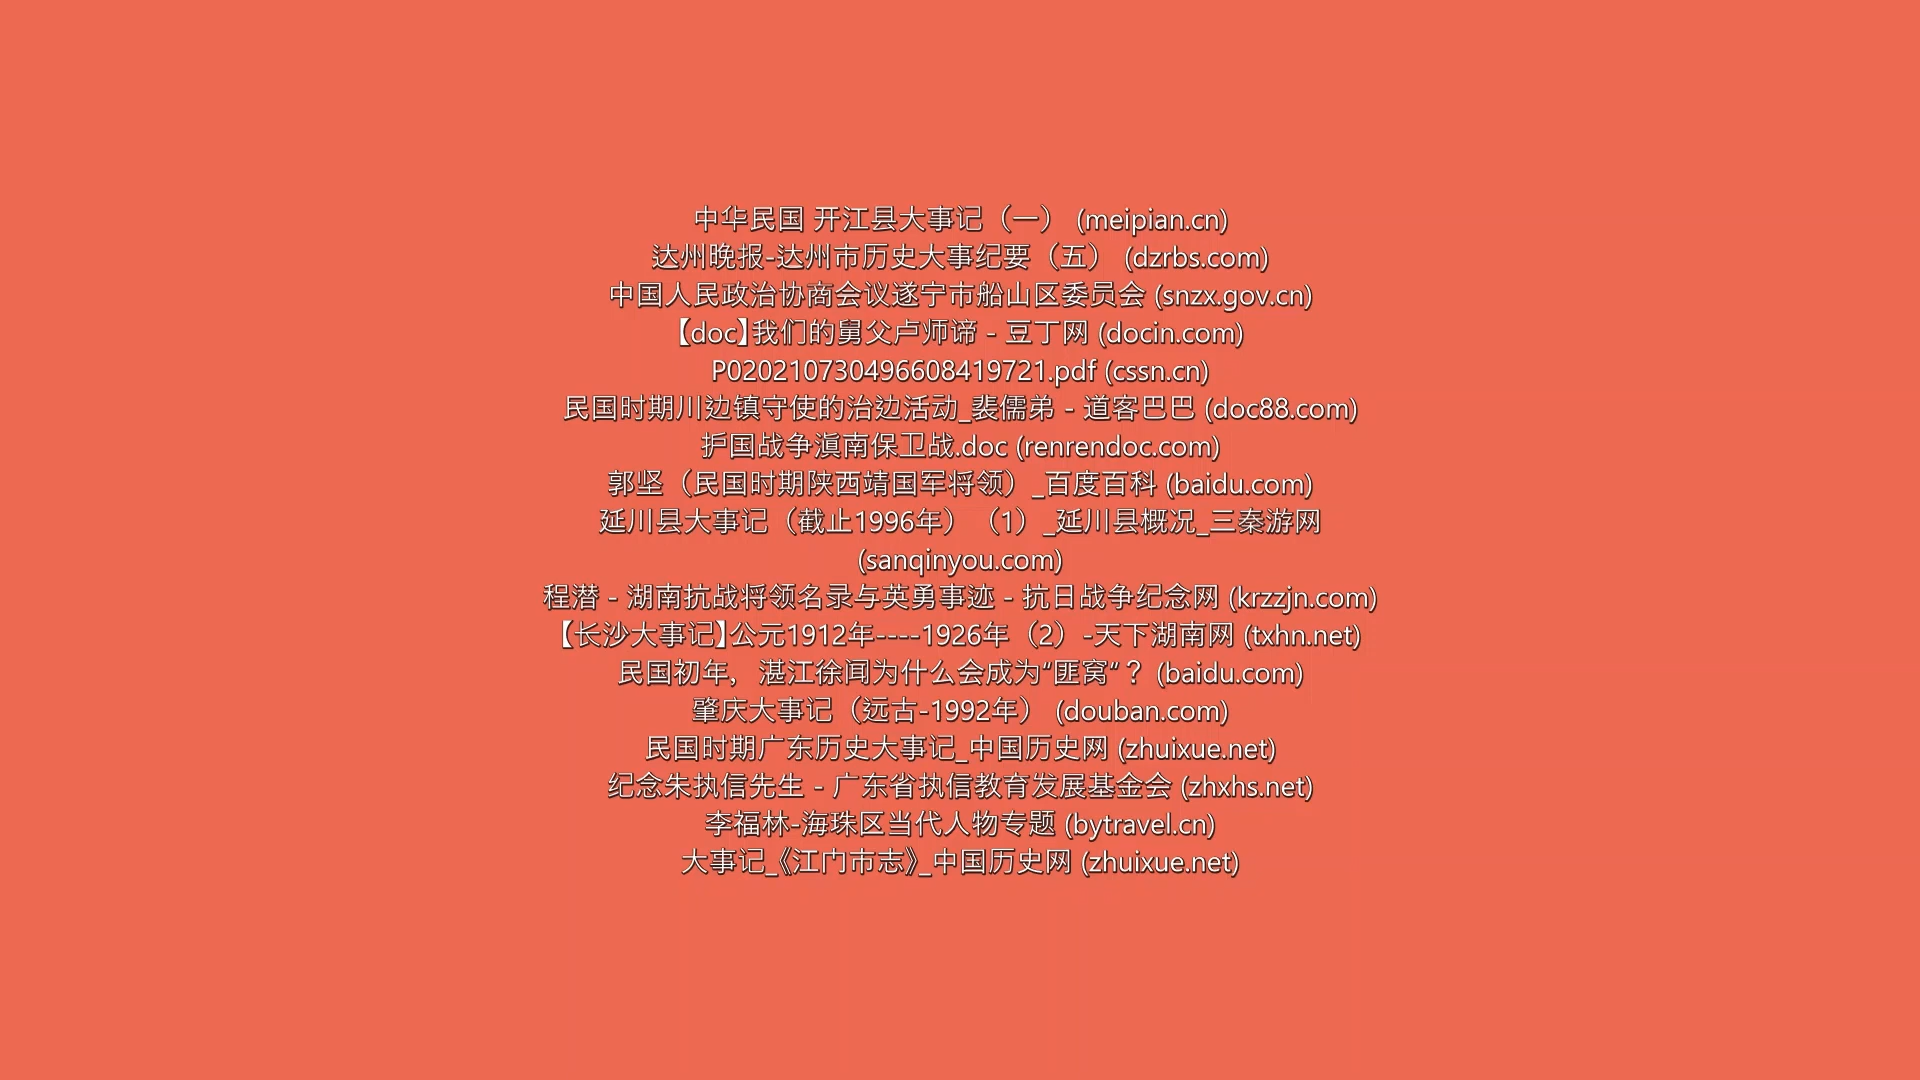 中华民国 开江县大事记（一） (meipian.cn)
达州晚报-达州市历史大事纪要（五） (dzrbs.com)
中国人民政治协商会议遂宁市船山区委员会 (snzx.gov.cn)
【doc】我们的舅父卢师谛 - 豆丁网 (docin.com)
P020210730496608419721.pdf (cssn.cn)
民国时期川边镇守使的治边活动_裴儒弟 - 道客巴巴 (doc88.com)
护国战争滇南保卫战.doc (renrendoc.com)
郭坚（民国时期陕西靖国军将领）_百度百科 (baidu.com)
延川县大事记（截止1996年）（1）_延川县概况_三秦游网
(sanqinyou.com)
程潜 - 湖南抗战将领名录与英勇事迹 - 抗日战争纪念网 (krzzjn.com)
【长沙大事记】公元1912年----1926年（2）-天下湖南网 (txhn.net)
民国初年，湛江徐闻为什么会成为“匪窝”？ (baidu.com)
肇庆大事记（远古-1992年） (douban.com)
民国时期广东历史大事记_中国历史网 (zhuixue.net)
纪念朱执信先生 - 广东省执信教育发展基金会 (zhxhs.net)
李福林-海珠区当代人物专题 (bytravel.cn)
大事记_《江门市志》_中国历史网 (zhuixue.net)